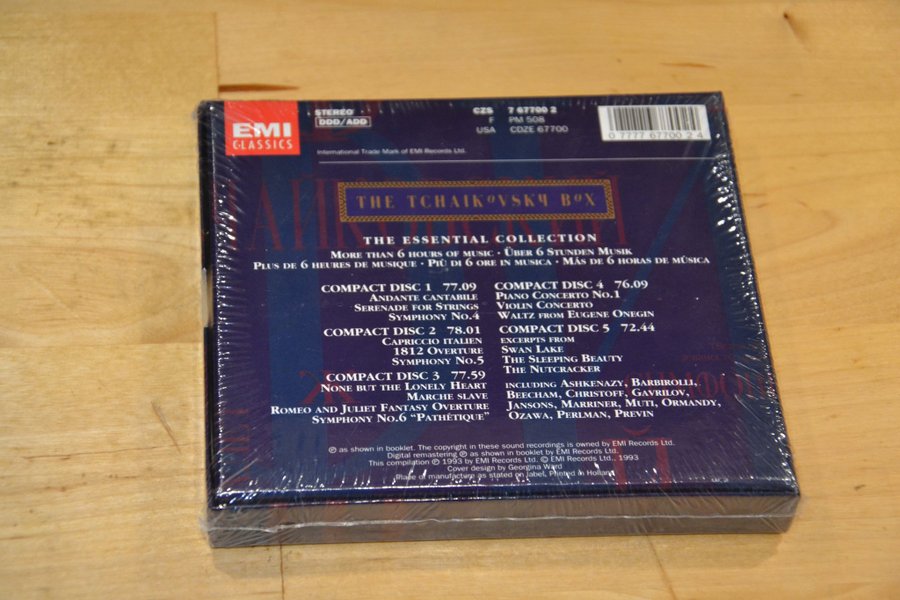 EMI
CLASSICS
STEREO
DDD/ADD
CZS 7 67700 2
F PM 508
USA CDZE 67700
0 7777 67700 2 4
International Trade Mark of EMI Records Ltd.
THE TCHAIKOVSKY BOX
THE ESSENTIAL COLLECTION
MORE THAN 6 HOURS OF MUSIC · ÜBER 6 STUNDEN MUSIK
PLUS DE 6 HEURES DE MUSIQUE · PIÙ DI 6 ORE IN MUSICA · MÁS DE 6 HORAS DE MÚSICA
COMPACT DISC 1 77.09
ANDANTE CANTABILE
SERENADE FOR STRINGS
SYMPHONY NO.4
COMPACT DISC 2 78.01
CAPRICCIO ITALIEN
1812 OVERTURE
SYMPHONY NO.5
COMPACT DISC 3 77.59
NONE BUT THE LONELY HEART
MARCHE SLAVE
ROMEO AND JULIET FANTASY OVERTURE
SYMPHONY NO.6 "PATHÉTIQUE"
COMPACT DISC 4 76.09
PIANO CONCERTO NO.1
VIOLIN CONCERTO
WALTZ FROM EUGENE ONEGIN
COMPACT DISC 5 72.44
EXCERPTS FROM
SWAN LAKE
THE SLEEPING BEAUTY
THE NUTCRACKER
INCLUDING ASHKENAZY, BARBIROLLI,
BEECHAM, CHRISTOFF, GAVRILOV,
JANSONS, MARRINER, MUTI, ORMANDY,
OZAWA, PERLMAN, PREVIN
℗ as shown in booklet. The copyright in these sound recordings is owned by EMI Records Ltd.
Digital remastering ℗ as shown in booklet.
This compilation ℗ 1993 by EMI Records Ltd. © EMI Records Ltd., 1993
Cover design by Georgina Ward
Place of manufacture as stated on label. Printed in Holland